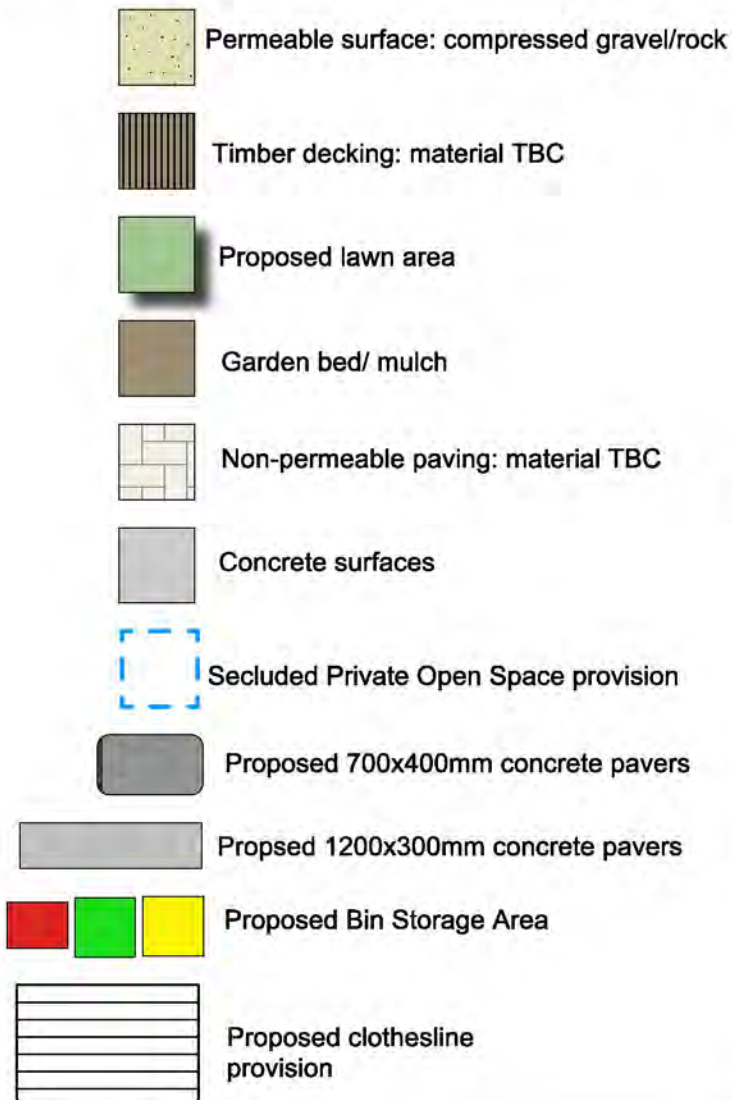 Permeable surface: compressed gravel/rock
Timber decking: material TBC
Proposed lawn area
Garden bed/ mulch
Non-permeable paving: material TBC
Concrete surfaces
Secluded Private Open Space provision
Proposed 700x400mm concrete pavers
Propsed 1200x300mm concrete pavers
Proposed Bin Storage Area
Proposed clothesline
provision